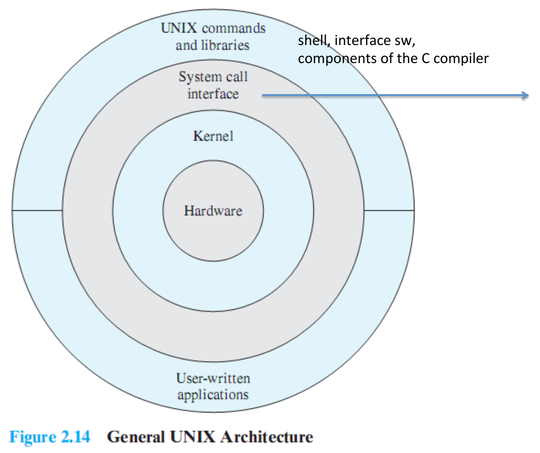 UNIX commands
and libraries
shell, interface sw,
components of the C compiler
System call
interface
Kernel
Hardware
User-written
applications
Figure 2.14 General UNIX Architecture